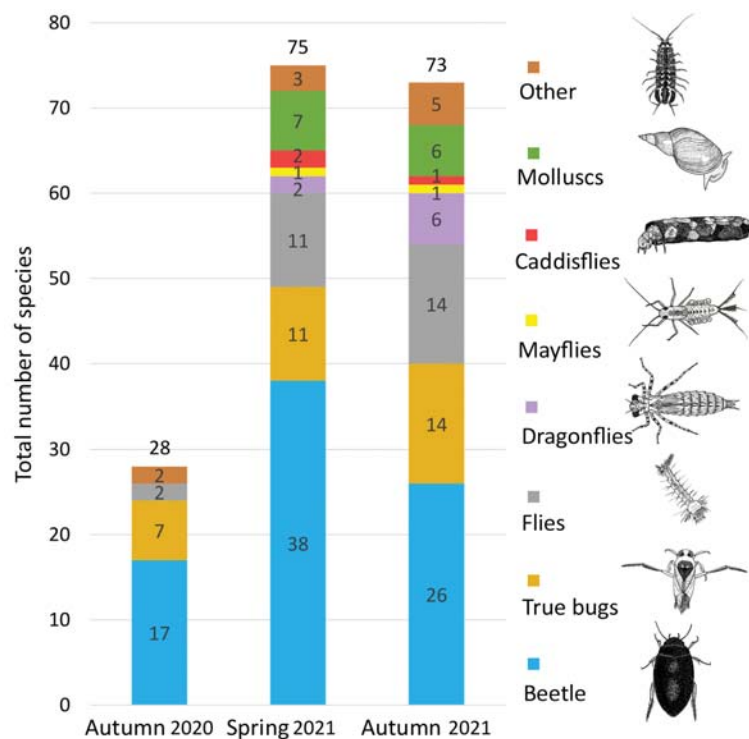 Total number of species
80
70
60
50
40
30
20
10
0
28
2
2
7
17
75
3
7
2
1
2
11
11
38
73
5
6
1
1
6
14
14
26
Autumn 2020
Spring 2021
Autumn 2021
Other
Molluscs
Caddisflies
Mayflies
Dragonflies
Flies
True bugs
Beetle